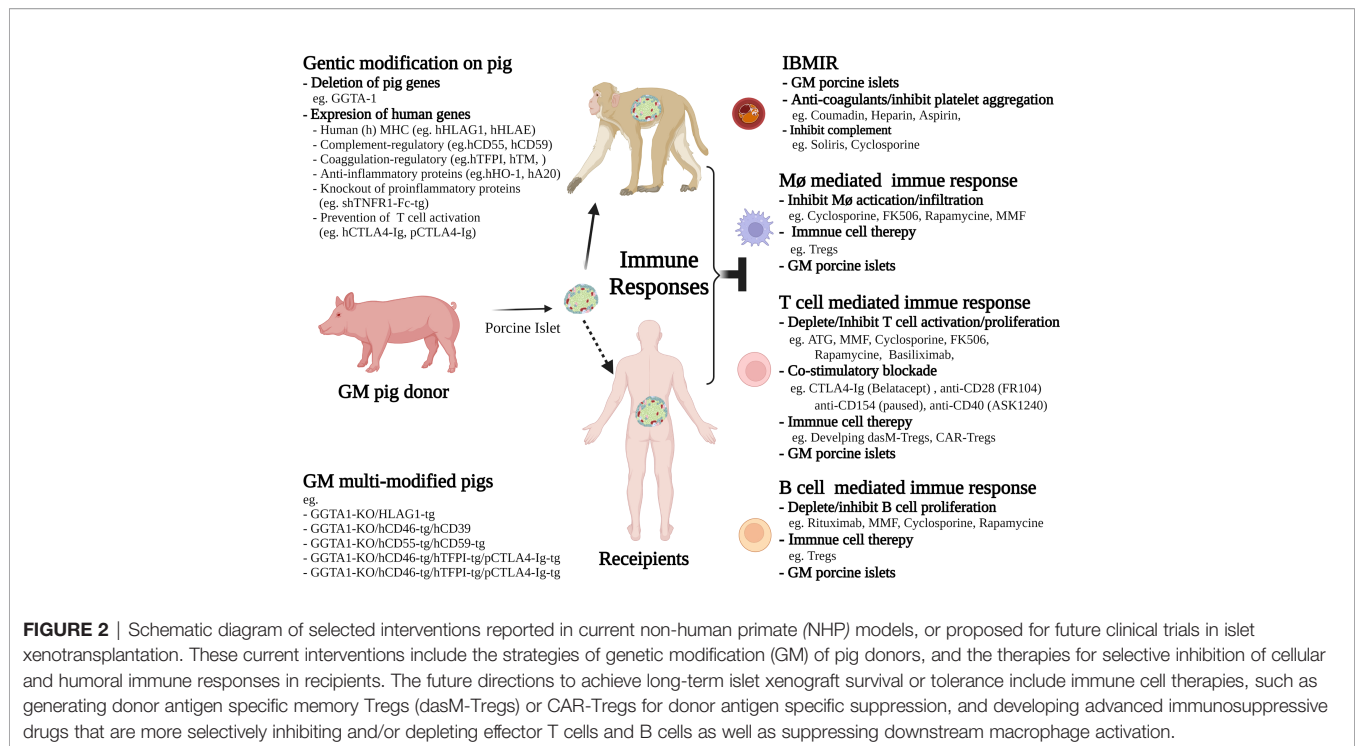 Gentic modification on pig
- Deletion of pig genes
eg. GGTA-1
- Expresion of human genes
- Human (h) MHC (eg. hHLAG1, hHLAE)
- Complement-regulatory (eg.hCD55, hCD59)
- Coaggulation-regulatory (eg.hTFPI, hTM, )
- Anti-inflammatory proteins (eg.hHO-1, hA20)
- Knockout of proinflammatory proteins
(eg. shTNFR1-Fc-tg)
- Prevention of T cell activation
(eg. hCTLA4-Ig, pCTLA4-Ig)
GM pig donor
Porcine Islet
Immune
Responses
GM multi-modified pigs
eg.
- GGTA1-KO/HLAG1-tg
- GGTA1-KO/hCD46-tg/hCD39
- GGTA1-KO/hCD55-tg/hCD59-tg
- GGTA1-KO/hCD46-tg/hTFPI-tg/pCTLA4-Ig-tg
- GGTA1-KO/hCD46-tg/hTFPI-tg/pCTLA4-Ig-tg
Receipients
IBMIR
- GM porcine islets
- Anti-coagulants/inhibit platelet aggregation
eg. Coumadin, Heparin, Aspirin,
- Inhibit complement
eg. Soliris, Cyclosporine
Mø mediated immue response
- Inhibit Mø actication/infiltration
eg. Cyclosporine, FK506, Rapamycine, MMF
- Immnue cell therepy
eg. Tregs
- GM porcine islets
T cell mediated immue response
- Deplete/Inhibit T cell activation/proliferation
eg. ATG, MMF, Cyclosporine, FK506,
Rapamycine, Basiliximab,
- Co-stimulatory blockade
eg. CTLA4-Ig (Belatacept) , anti-CD28 (FR104)
anti-CD154 (paused), anti-CD40 (ASK1240)
- Immnue cell therepy
eg. Develping dasM-Tregs, CAR-Tregs
- GM porcine islets
B cell mediated immue response
- Deplete/inhibit B cell proliferation
eg. Rituximab, MMF, Cyclosporine, Rapamycine
- Immnue cell therepy
eg. Tregs
- GM porcine islets
FIGURE 2 | Schematic diagram of selected interventions reported in current non-human primate (NHP) models, or proposed for future clinical trials in islet
xenotransplantation. These current interventions include the strategies of genetic modification (GM) of pig donors, and the therapies for selective inhibition of cellular
and humoral immune responses in recipients. The future directions to achieve long-term islet xenograft survival or tolerance include immune cell therapies, such as
generating donor antigen specific memory Tregs (dasM-Tregs) or CAR-Tregs for donor antigen specific suppression, and developing advanced immunosuppressive
drugs that are more selectively inhibiting and/or depleting effector T cells and B cells as well as suppressing downstream macrophage activation.